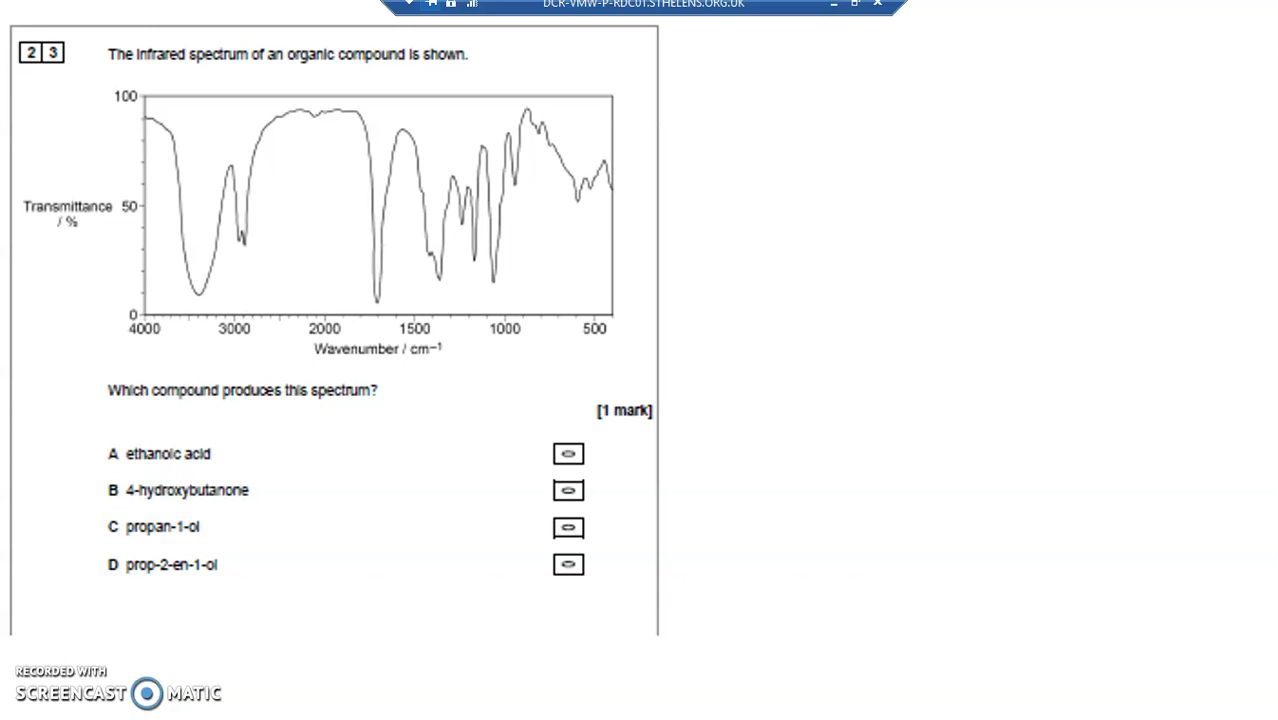 DCR-VMW-P-RDC01.STHELENS.ORG.UK
2 3 The infrared spectrum of an organic compound is shown.
100
Transmittance 50
/ %
0
4000 3000 2000 1500 1000 500
Wavenumber / cm⁻¹
Which compound produces this spectrum?
[1 mark]
A ethanoic acid
B 4-hydroxybutanone
C propan-1-ol
D prop-2-en-1-ol
RECORDED WITH
SCREENCAST MATIC